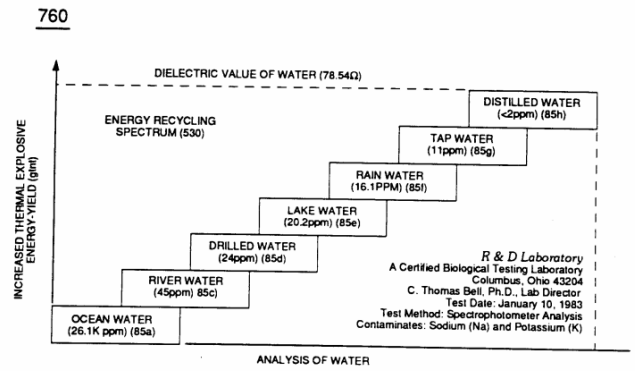 760
DIELECTRIC VALUE OF WATER (78.54Ω)
DISTILLED WATER
(<2ppm) (85h)
ENERGY RECYCLING
SPECTRUM (530)
TAP WATER
(11ppm) (85g)
RAIN WATER
(16.1PPM) (85f)
LAKE WATER
(20.2ppm) (85e)
DRILLED WATER
(24ppm) (85d)
RIVER WATER
(45ppm) 85c)
OCEAN WATER
(26.1K ppm) (85a)
INCREASED THERMAL EXPLOSIVE
ENERGY-YIELD (gtnt)
R & D Laboratory
A Certified Biological Testing Laboratory
Columbus, Ohio 43204
C. Thomas Bell, Ph.D., Lab Director
Test Date: January 10, 1983
Test Method: Spectrophotometer Analysis
Contaminates: Sodium (Na) and Potassium (K)
ANALYSIS OF WATER